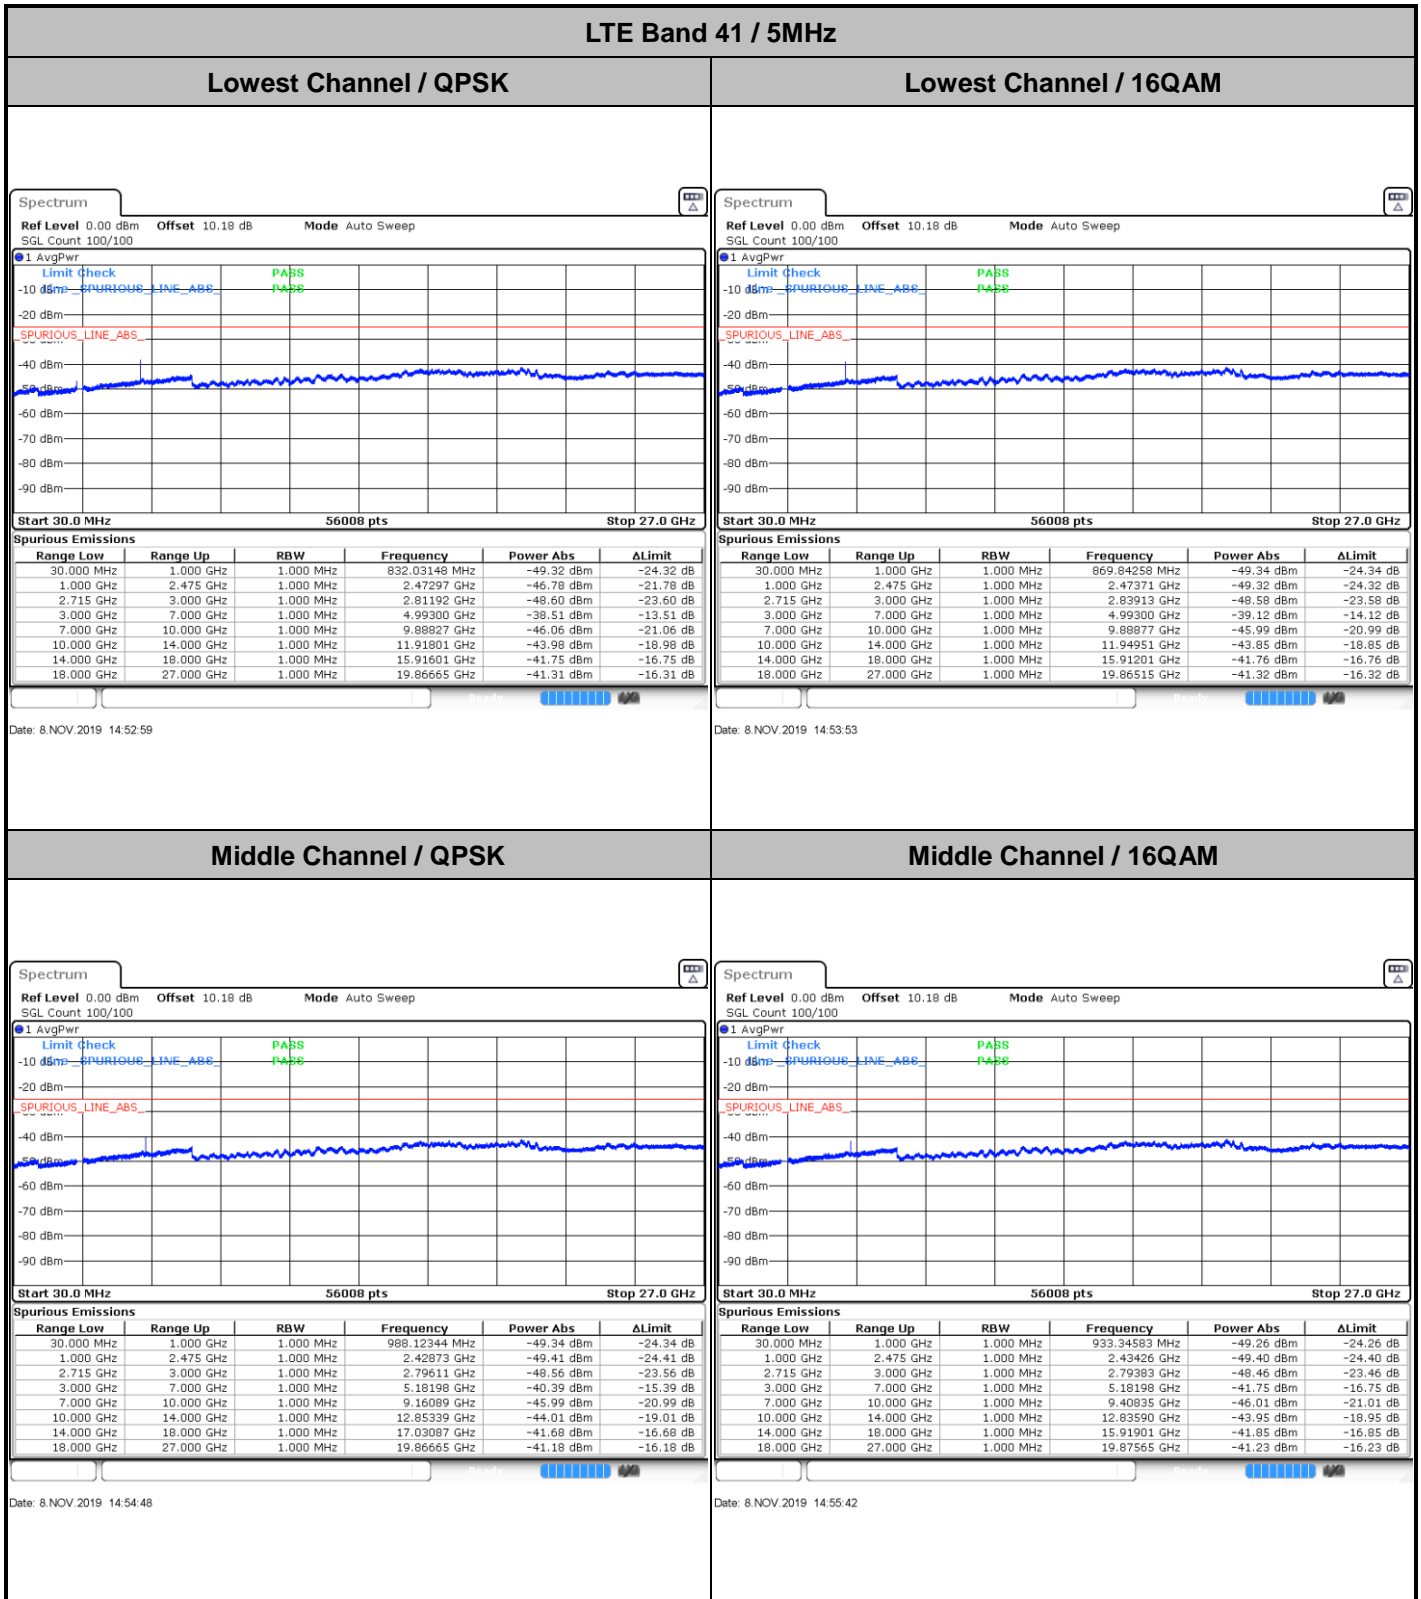 LTE Band 41 / 5MHz
Lowest Channel / QPSK
Lowest Channel / 16QAM
Spectrum
Ref Level 0.00 dBm Offset 10.18 dB Mode Auto Sweep
SGL Count 100/100
1 AvgPwr
Limit Check PASS
Line _SPURIOUS_LINE_ABS_ PASS
-10 dBm
-20 dBm
_SPURIOUS_LINE_ABS_
-40 dBm
-50 dBm
-60 dBm
-70 dBm
-80 dBm
-90 dBm
Start 30.0 MHz 56008 pts Stop 27.0 GHz
Spurious Emissions
Range Low Range Up RBW Frequency Power Abs ΔLimit
30.000 MHz 1.000 GHz 1.000 MHz 832.03148 MHz -49.32 dBm -24.32 dB
1.000 GHz 2.475 GHz 1.000 MHz 2.47297 GHz -46.78 dBm -21.78 dB
2.715 GHz 3.000 GHz 1.000 MHz 2.81192 GHz -48.60 dBm -23.60 dB
3.000 GHz 7.000 GHz 1.000 MHz 4.99300 GHz -38.51 dBm -13.51 dB
7.000 GHz 10.000 GHz 1.000 MHz 9.88827 GHz -46.06 dBm -21.06 dB
10.000 GHz 14.000 GHz 1.000 MHz 11.91801 GHz -43.98 dBm -18.98 dB
14.000 GHz 18.000 GHz 1.000 MHz 15.91601 GHz -41.75 dBm -16.75 dB
18.000 GHz 27.000 GHz 1.000 MHz 19.86665 GHz -41.31 dBm -16.31 dB
Date: 8.NOV.2019 14:52:59
Spectrum
Ref Level 0.00 dBm Offset 10.18 dB Mode Auto Sweep
SGL Count 100/100
1 AvgPwr
Limit Check PASS
Line _SPURIOUS_LINE_ABS_ PASS
-10 dBm
-20 dBm
_SPURIOUS_LINE_ABS_
-40 dBm
-50 dBm
-60 dBm
-70 dBm
-80 dBm
-90 dBm
Start 30.0 MHz 56008 pts Stop 27.0 GHz
Spurious Emissions
Range Low Range Up RBW Frequency Power Abs ΔLimit
30.000 MHz 1.000 GHz 1.000 MHz 869.84258 MHz -49.34 dBm -24.34 dB
1.000 GHz 2.475 GHz 1.000 MHz 2.47371 GHz -49.32 dBm -24.32 dB
2.715 GHz 3.000 GHz 1.000 MHz 2.83913 GHz -48.58 dBm -23.58 dB
3.000 GHz 7.000 GHz 1.000 MHz 4.99300 GHz -39.12 dBm -14.12 dB
7.000 GHz 10.000 GHz 1.000 MHz 9.88877 GHz -45.99 dBm -20.99 dB
10.000 GHz 14.000 GHz 1.000 MHz 11.94951 GHz -43.85 dBm -18.85 dB
14.000 GHz 18.000 GHz 1.000 MHz 15.91201 GHz -41.76 dBm -16.76 dB
18.000 GHz 27.000 GHz 1.000 MHz 19.86515 GHz -41.32 dBm -16.32 dB
Date: 8.NOV.2019 14:53:53
Middle Channel / QPSK
Middle Channel / 16QAM
Spectrum
Ref Level 0.00 dBm Offset 10.18 dB Mode Auto Sweep
SGL Count 100/100
1 AvgPwr
Limit Check PASS
Line _SPURIOUS_LINE_ABS_ PASS
-10 dBm
-20 dBm
_SPURIOUS_LINE_ABS_
-40 dBm
-50 dBm
-60 dBm
-70 dBm
-80 dBm
-90 dBm
Start 30.0 MHz 56008 pts Stop 27.0 GHz
Spurious Emissions
Range Low Range Up RBW Frequency Power Abs ΔLimit
30.000 MHz 1.000 GHz 1.000 MHz 988.12344 MHz -49.34 dBm -24.34 dB
1.000 GHz 2.475 GHz 1.000 MHz 2.42873 GHz -49.41 dBm -24.41 dB
2.715 GHz 3.000 GHz 1.000 MHz 2.79611 GHz -48.56 dBm -23.56 dB
3.000 GHz 7.000 GHz 1.000 MHz 5.18198 GHz -40.39 dBm -15.39 dB
7.000 GHz 10.000 GHz 1.000 MHz 9.16089 GHz -45.99 dBm -20.99 dB
10.000 GHz 14.000 GHz 1.000 MHz 12.85339 GHz -44.01 dBm -19.01 dB
14.000 GHz 18.000 GHz 1.000 MHz 17.03087 GHz -41.68 dBm -16.68 dB
18.000 GHz 27.000 GHz 1.000 MHz 19.86665 GHz -41.18 dBm -16.18 dB
Date: 8.NOV.2019 14:54:48
Spectrum
Ref Level 0.00 dBm Offset 10.18 dB Mode Auto Sweep
SGL Count 100/100
1 AvgPwr
Limit Check PASS
Line _SPURIOUS_LINE_ABS_ PASS
-10 dBm
-20 dBm
_SPURIOUS_LINE_ABS_
-40 dBm
-50 dBm
-60 dBm
-70 dBm
-80 dBm
-90 dBm
Start 30.0 MHz 56008 pts Stop 27.0 GHz
Spurious Emissions
Range Low Range Up RBW Frequency Power Abs ΔLimit
30.000 MHz 1.000 GHz 1.000 MHz 933.34583 MHz -49.26 dBm -24.26 dB
1.000 GHz 2.475 GHz 1.000 MHz 2.43426 GHz -49.40 dBm -24.40 dB
2.715 GHz 3.000 GHz 1.000 MHz 2.79383 GHz -48.46 dBm -23.46 dB
3.000 GHz 7.000 GHz 1.000 MHz 5.18198 GHz -41.75 dBm -16.75 dB
7.000 GHz 10.000 GHz 1.000 MHz 9.40835 GHz -46.01 dBm -21.01 dB
10.000 GHz 14.000 GHz 1.000 MHz 12.83590 GHz -43.95 dBm -18.95 dB
14.000 GHz 18.000 GHz 1.000 MHz 15.91901 GHz -41.85 dBm -16.85 dB
18.000 GHz 27.000 GHz 1.000 MHz 19.87565 GHz -41.23 dBm -16.23 dB
Date: 8.NOV.2019 14:55:42